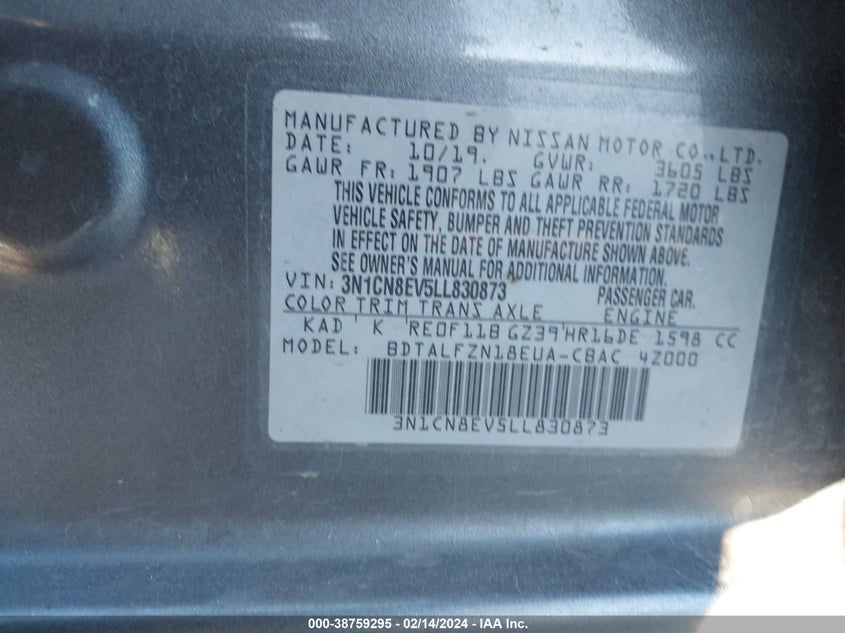 MANUFACTURED BY NISSAN MOTOR CO.,LTD.
DATE: 10/19. GVWR: 3605 LBS
GAWR FR: 1907 LBS GAWR RR: 1720 LBS
THIS VEHICLE CONFORMS TO ALL APPLICABLE FEDERAL MOTOR
VEHICLE SAFETY, BUMPER AND THEFT PREVENTION STANDARDS
IN EFFECT ON THE DATE OF MANUFACTURE SHOWN ABOVE.
SEE OWNER'S MANUAL FOR ADDITIONAL INFORMATION.
VIN: 3N1CN8EV5LL830873 PASSENGER CAR.
COLOR TRIM TRANS AXLE ENGINE
KAD ' K 'RE0F11B GZ39'HR16DE 1598 CC
MODEL: BDTALFZN18EUA-CBAC 4Z000
3N1CN8EV5LL830873
000-38759295 - 02/14/2024 - IAA Inc.